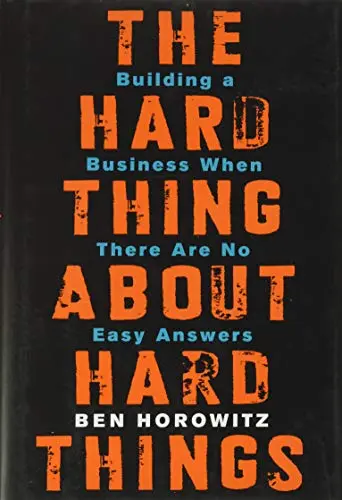 THE
Building a
HARD
Business When
THING
There Are No
ABOUT
Easy Answers
HARD
BEN HOROWITZ
THINGS